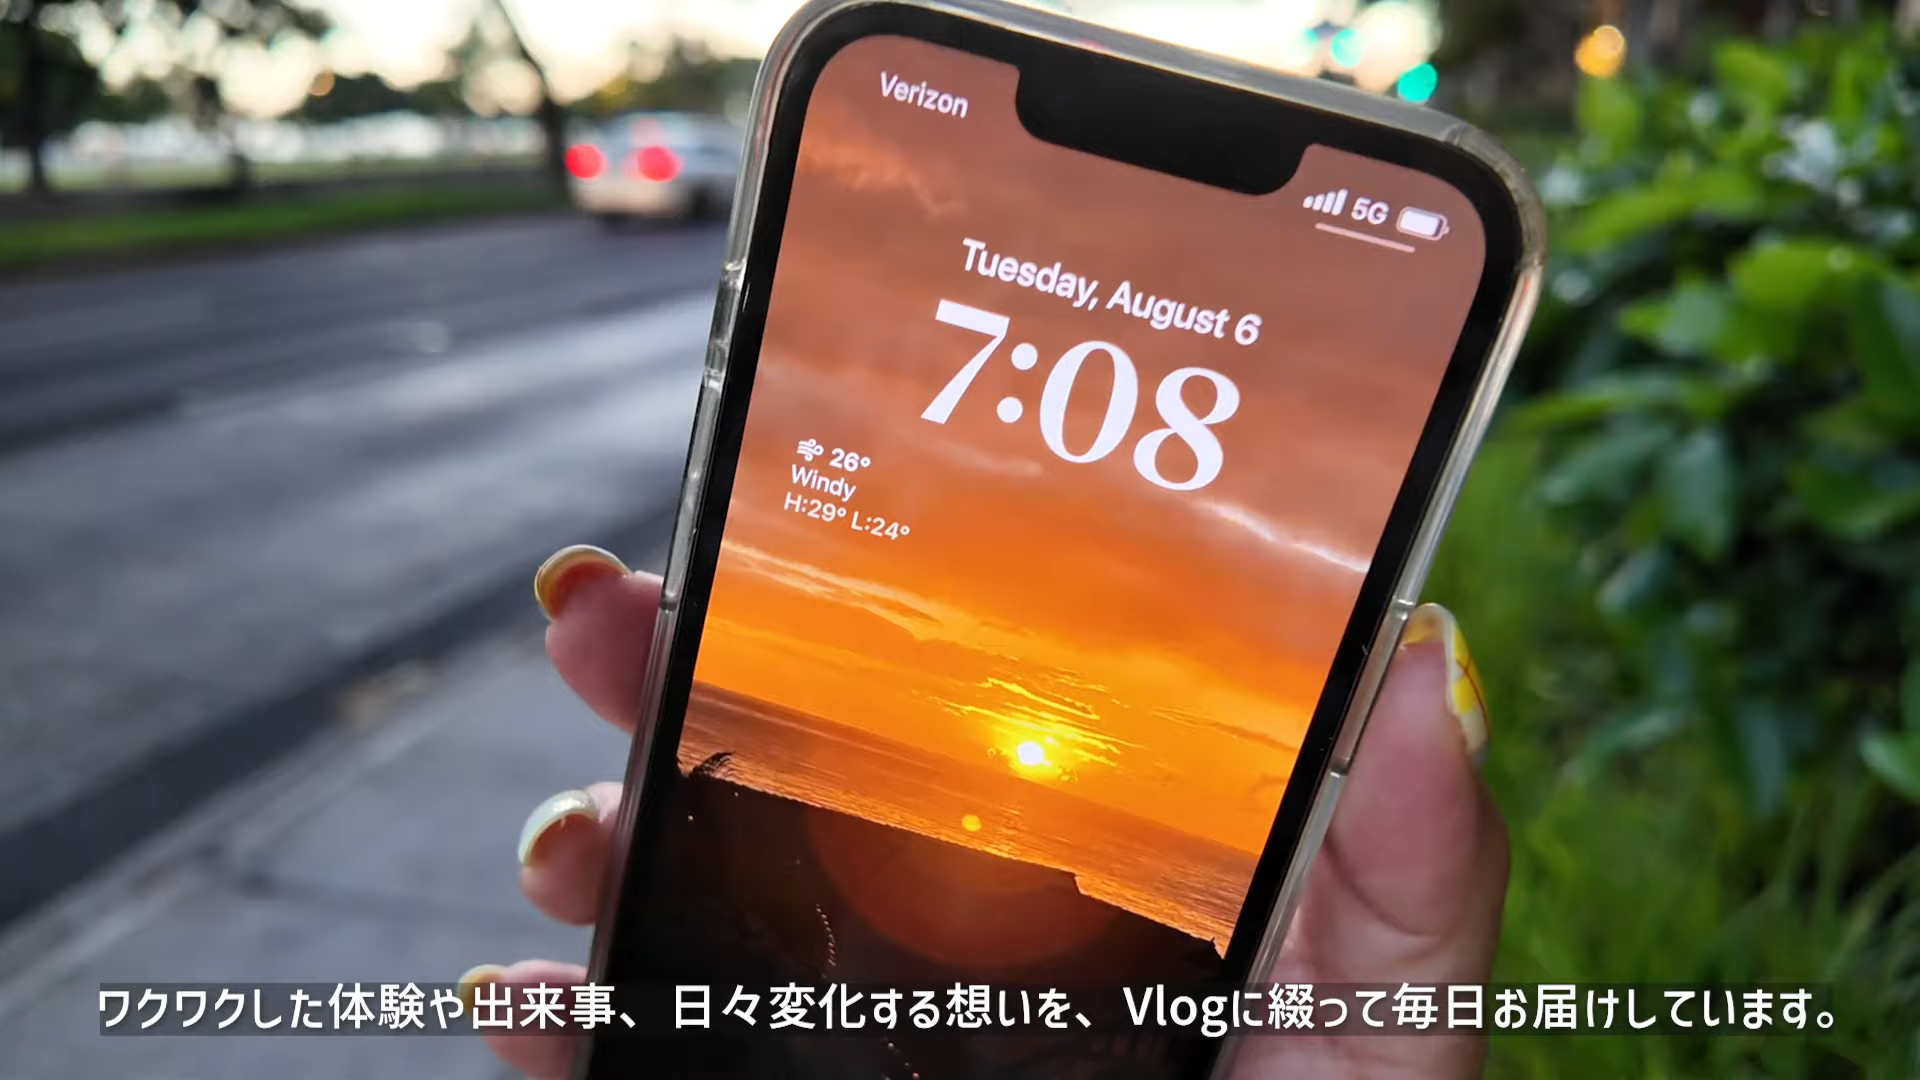 Verizon
5G
Tuesday, August 6
7:08
26°
Windy
H:29° L:24°
ワクワクした体験や出来事、日々変化する想いを、Vlogに綴って毎日お届けしています。